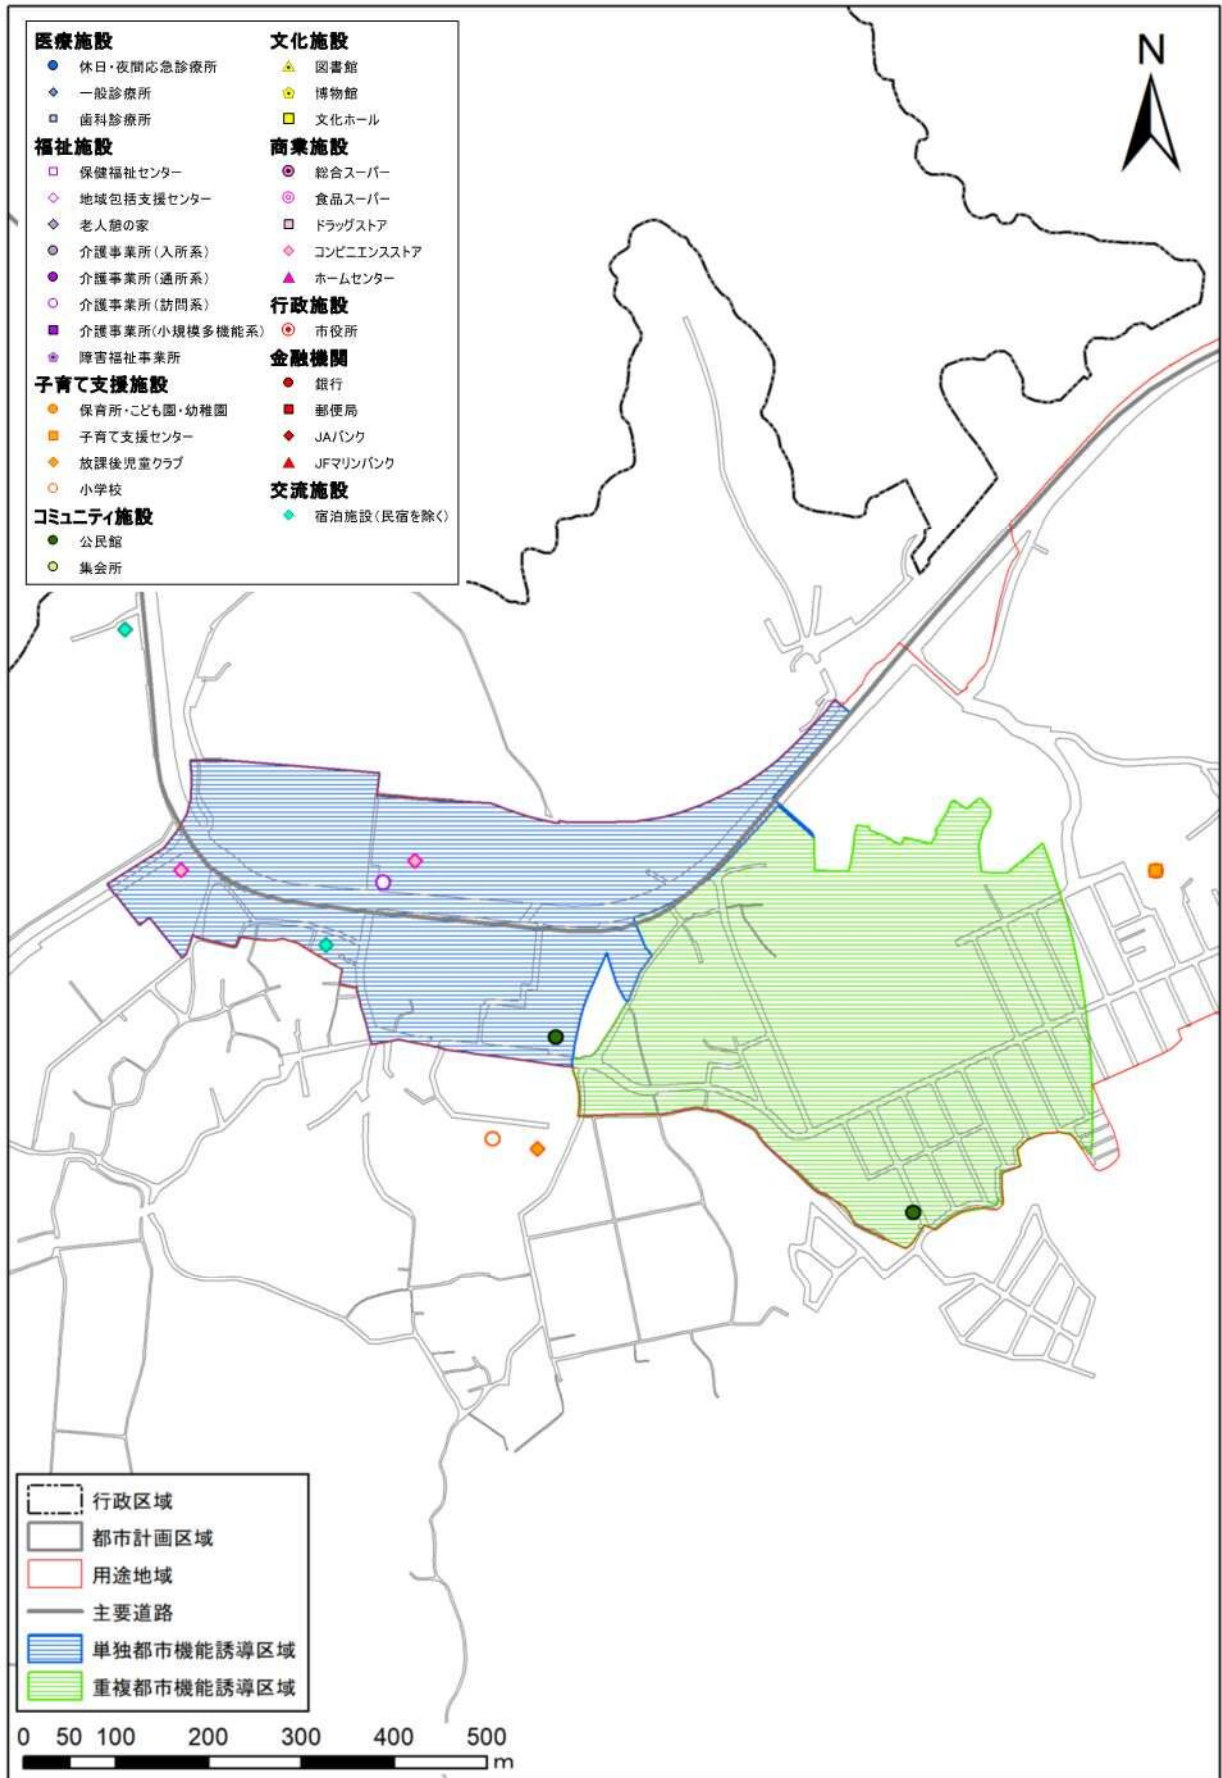 医療施設
休日・夜間応急診療所
一般診療所
歯科診療所
福祉施設
保健福祉センター
地域包括支援センター
老人憩の家
介護事業所(入所系)
介護事業所(通所系)
介護事業所(訪問系)
介護事業所(小規模多機能系)
障害福祉事業所
子育て支援施設
保育所・こども園・幼稚園
子育て支援センター
放課後児童クラブ
小学校
コミュニティ施設
公民館
集会所
文化施設
図書館
博物館
文化ホール
商業施設
総合スーパー
食品スーパー
ドラッグストア
コンビニエンスストア
ホームセンター
行政施設
市役所
金融機関
銀行
郵便局
JAバンク
JFマリンバンク
交流施設
宿泊施設(民宿を除く)
N
行政区域
都市計画区域
用途地域
主要道路
単独都市機能誘導区域
重複都市機能誘導区域
0 50 100 200 300 400 500
m